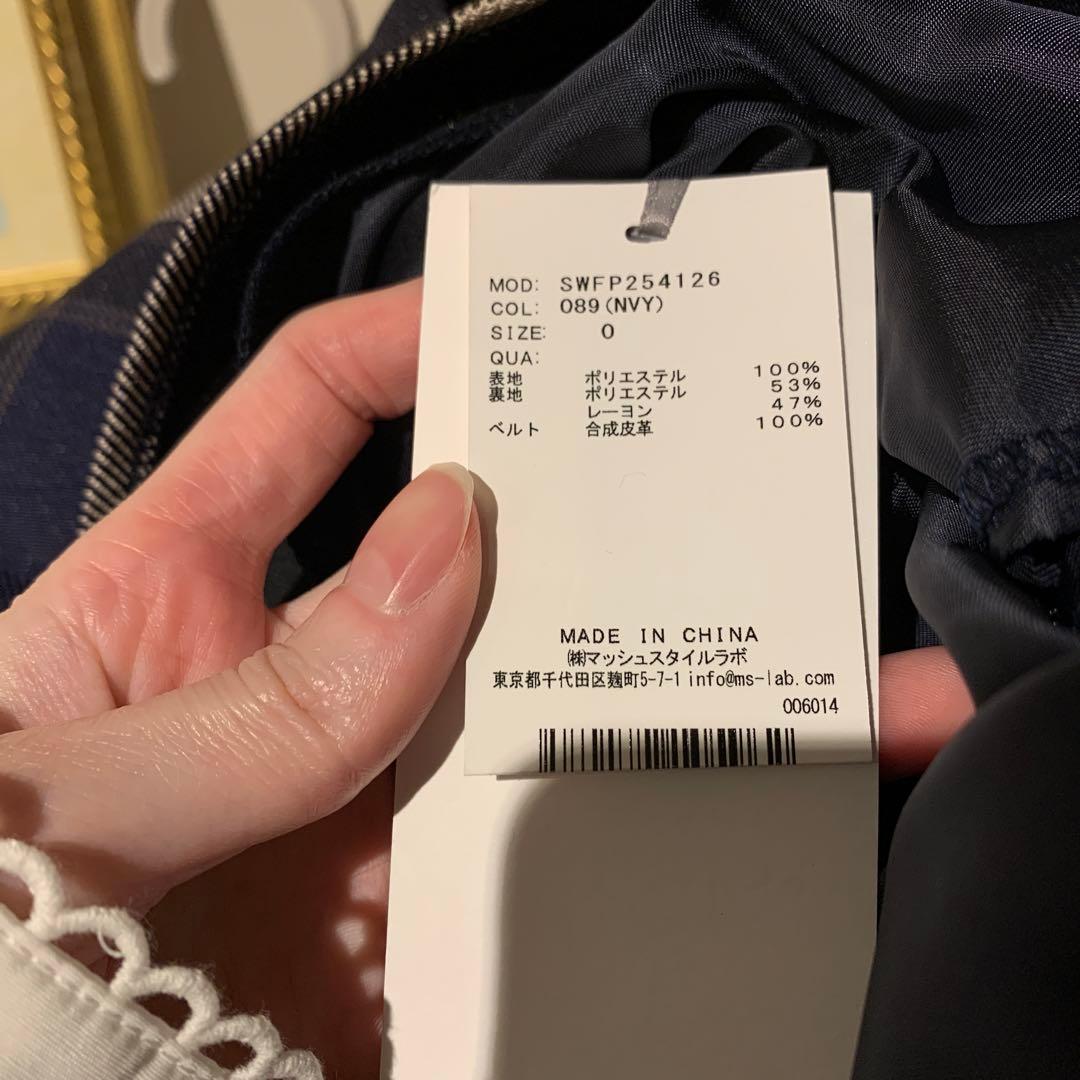 MOD: SWFP254126
COL: 089(NVY)
SIZE: 0
QUA:
表地 ポリエステル 100%
裏地 ポリエステル 53%
レーヨン 47%
ベルト 合成皮革 100%
MADE IN CHINA
㈱マッシュスタイルラボ
東京都千代田区麹町5-7-1 info@ms-lab.com
006014